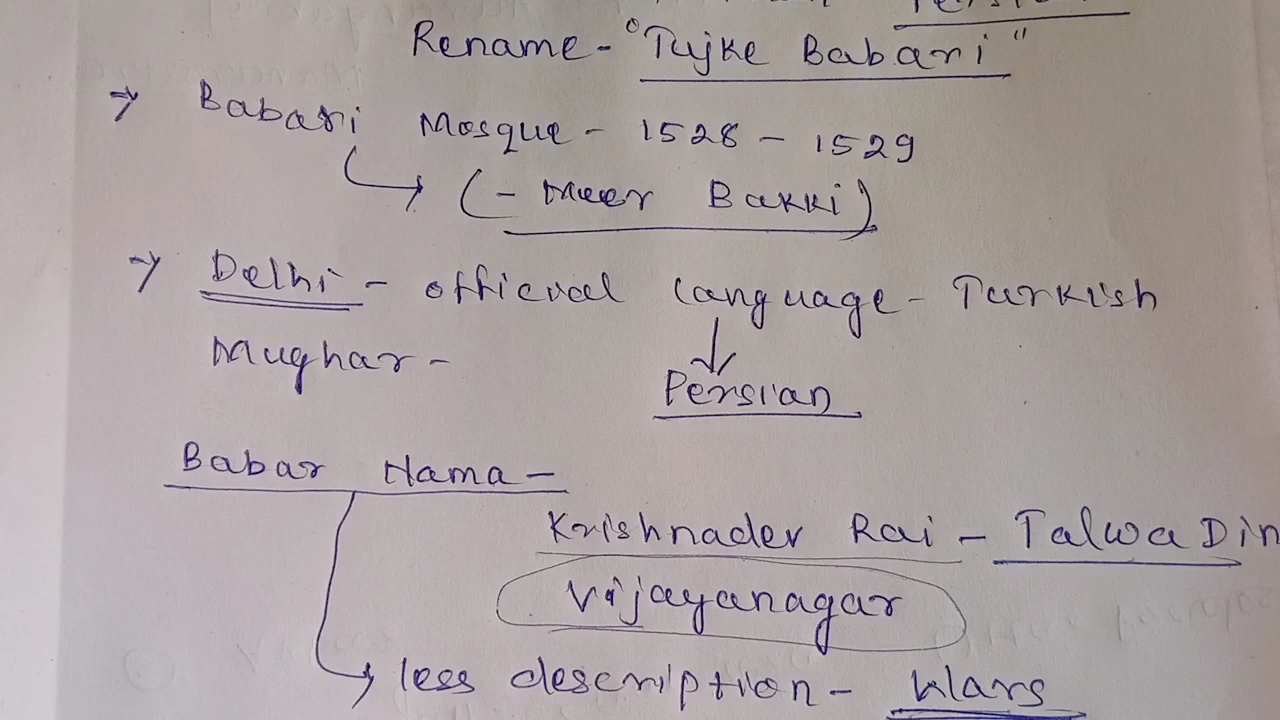 Rename - "Tujke Babari"
→ Babari Mosque - 1528 - 1529
(- Meer Bakki)
→ Delhi - official language - Turkish
Mughar -
Persian
Babar Nama -
Krishnader Rai - Talwa Din
Vijayanagar
less description - Wars